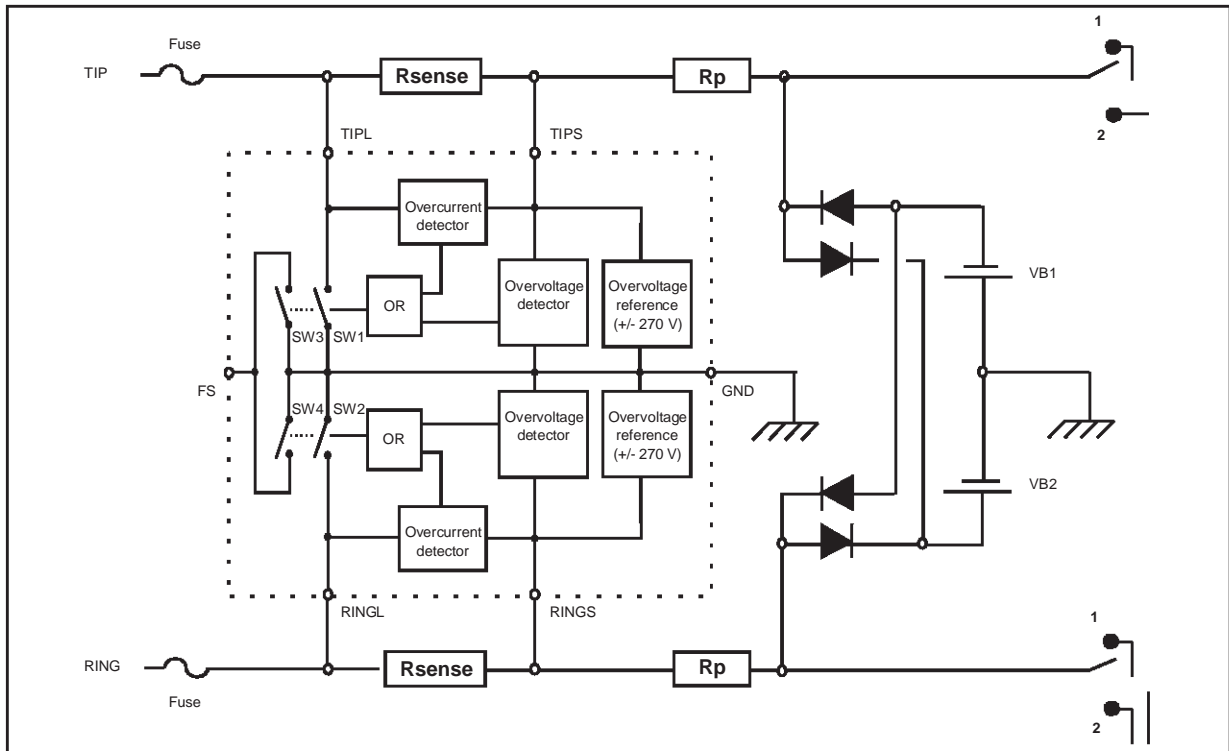 Fuse
1
TIP
Rsense
Rp
2
TIPL
TIPS
Overcurrent
detector
OR
Overvoltage
detector
Overvoltage
reference
(+/- 270 V)
VB1
SW3
SW1
FS
GND
SW4
SW2
OR
Overvoltage
detector
Overvoltage
reference
(+/- 270 V)
VB2
Overcurrent
detector
RINGL
RINGS
1
RING
Rsense
Rp
Fuse
2